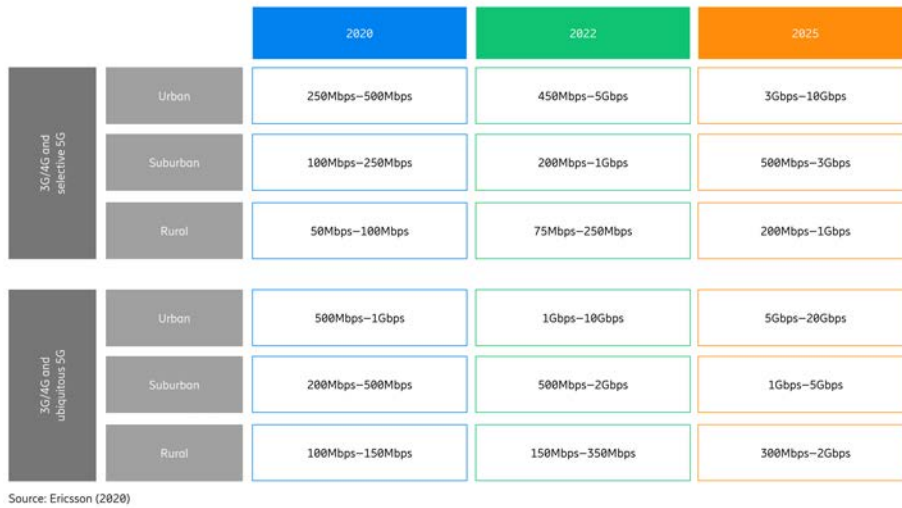 2020 2022 2025
3G/4G and
selective 5G
Urban 250Mbps–500Mbps 450Mbps–5Gbps 3Gbps–10Gbps
Suburban 100Mbps–250Mbps 200Mbps–1Gbps 500Mbps–3Gbps
Rural 50Mbps–100Mbps 75Mbps–250Mbps 200Mbps–1Gbps
3G/4G and
ubiquitous 5G
Urban 500Mbps–1Gbps 1Gbps–10Gbps 5Gbps–20Gbps
Suburban 200Mbps–500Mbps 500Mbps–2Gbps 1Gbps–5Gbps
Rural 100Mbps–150Mbps 150Mbps–350Mbps 300Mbps–2Gbps
Source: Ericsson (2020)